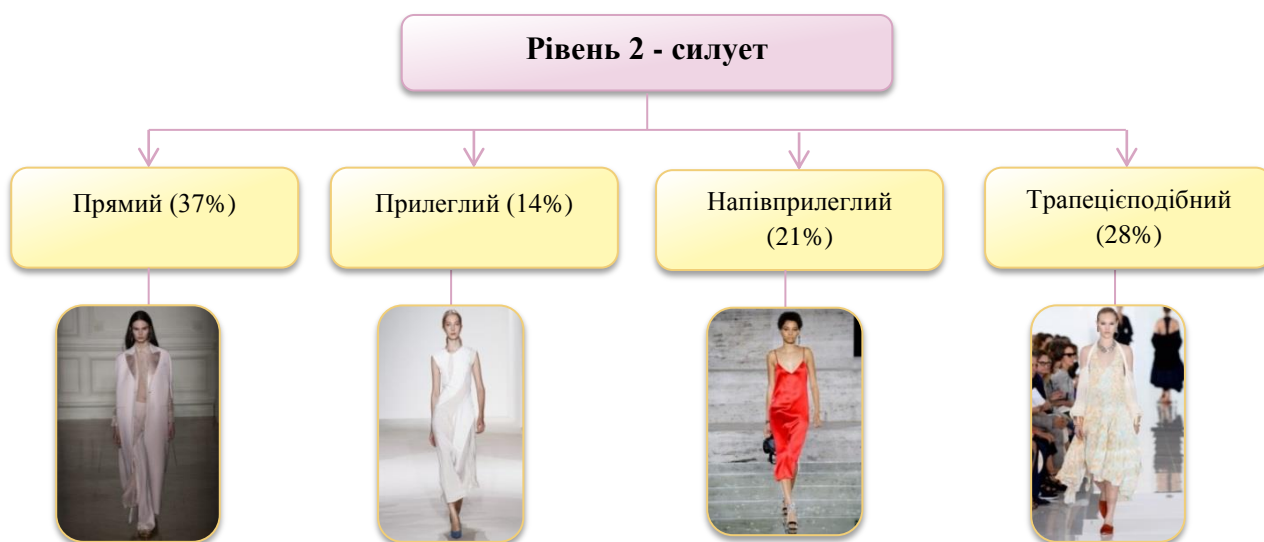 Рівень 2 - силует
Прямий (37%)
Прилеглий (14%)
Напівприлеглий
(21%)
Трапецієподібний
(28%)